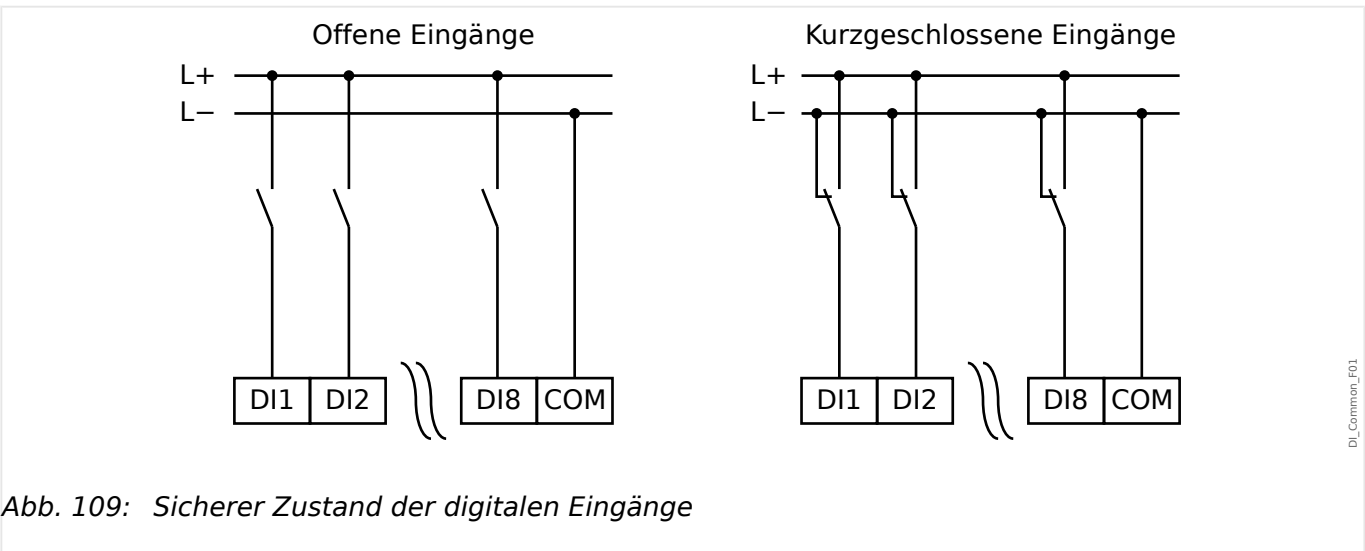 Offene Eingänge
Kurzgeschlossene Eingänge
L+
L−
L+
L−
DI1 DI2 DI8 COM
DI1 DI2 DI8 COM
DI_Common_F01
Abb. 109: Sicherer Zustand der digitalen Eingänge